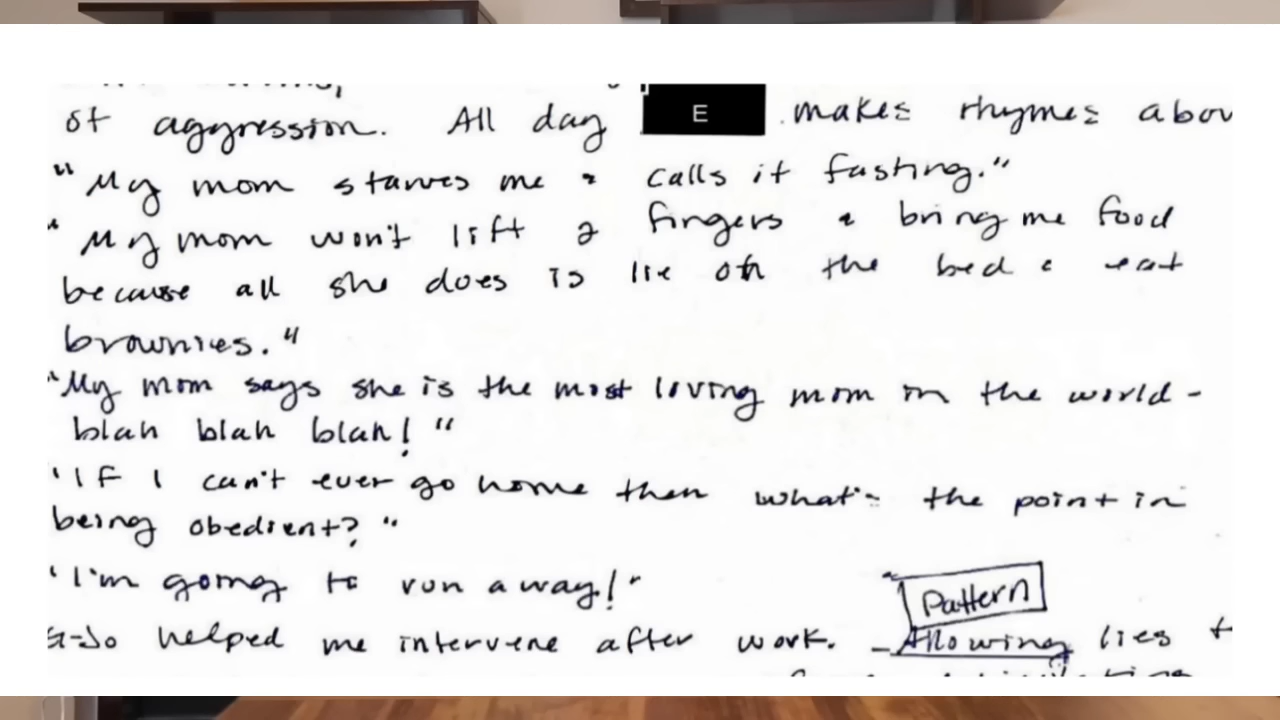 of aggression. All day E makes rhymes abou
"My mom starves me & calls it fasting."
"My mom won't lift 2 fingers & bring me food
because all she does is lie on the bed & eat
brownies."
"My mom says she is the most loving mom in the world -
blah blah blah!"
"If I can't ever go home then what's the point in
being obedient?"
"I'm going to run away!"
Pattern
helped me intervene after work. - Allowing lies t